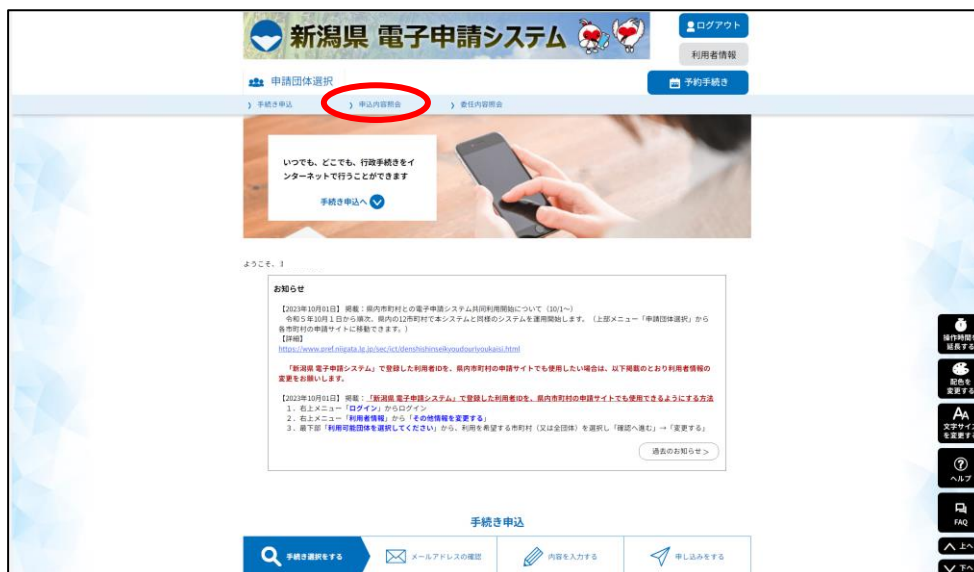 新潟県 電子申請システム
ログアウト
利用者情報
申請団体選択
予約手続き
手続き申込
申込内容照会
委任内容照会
いつでも、どこでも、行政手続きをイ
ンターネットで行うことができます
手続き申込へ
ようこそ、
お知らせ
【2023年10月01日】 掲載：県内市町村との電子申請システム共同利用開始について（10/1～）
令和５年10月１日から順次、県内の12市町村で本システムと同様のシステムを運用開始します。（上部メニュー「申請団体選択」から
各市町村の申請サイトに移動できます。）
【詳細】
https://www.pref.niigata.lg.jp/sec/ict/denshishinseikyoudouriyoukaisi.html
「新潟県 電子申請システム」で登録した利用者IDを、県内市町村の申請サイトでも使用したい場合は、以下掲載のとおり利用者情報の
変更をお願いします。
【2023年10月01日】 掲載：「新潟県 電子申請システム」で登録した利用者IDを、県内市町村の申請サイトでも使用できるようにする方法
１．右上メニュー「ログイン」からログイン
２．右上メニュー「利用者情報」から「その他情報を変更する」
３．最下部「利用可能団体を選択してください」から、利用を希望する市町村（又は全団体）を選択し「確認へ進む」→「変更する」
過去のお知らせ＞
手続き申込
手続き選択をする
メールアドレスの確認
内容を入力する
申し込みをする
操作時間を
延長する
配色を
変更する
文字サイズ
を変更する
ヘルプ
FAQ
上へ
下へ